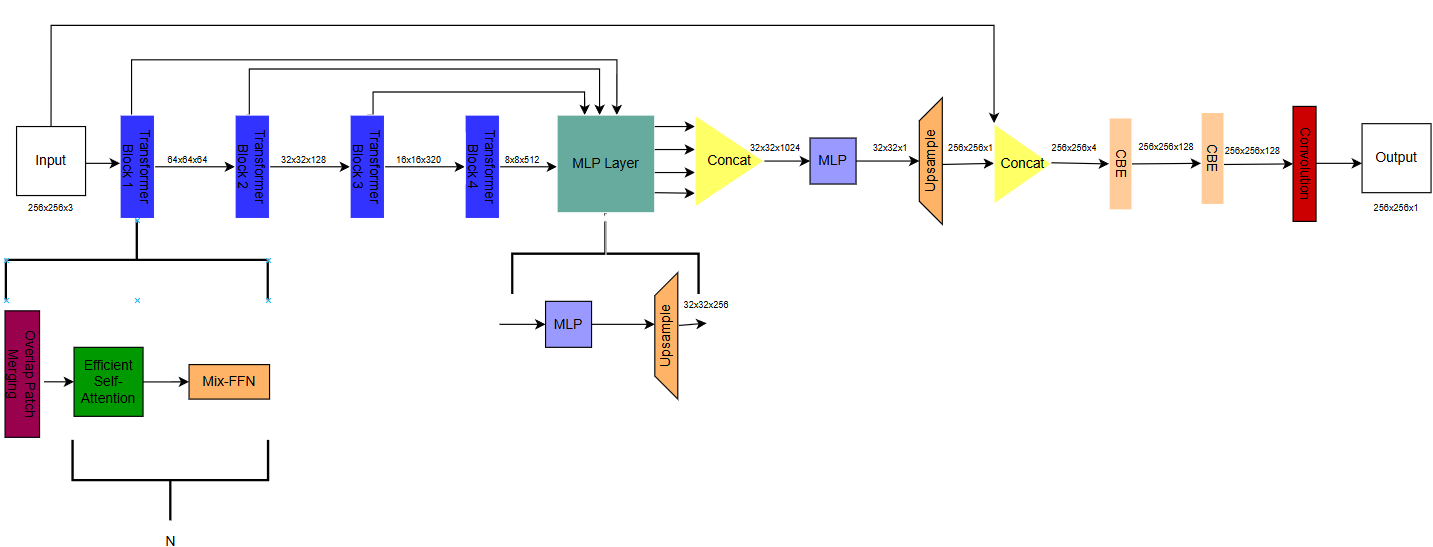 Input
256x256x3
Transformer
Block 1
64x64x64
Transformer
Block 2
32x32x128
Transformer
Block 3
16x16x320
Transformer
Block 4
8x8x512
MLP Layer
Concat
32x32x1024
MLP
32x32x1
Upsample
256x256x1
Concat
256x256x4
CBE
256x256x128
CBE
256x256x128
Convolution
Output
256x256x1
Overlap Patch
Merging
Efficient
Self-
Attention
Mix-FFN
N
MLP
Upsample
32x32x256